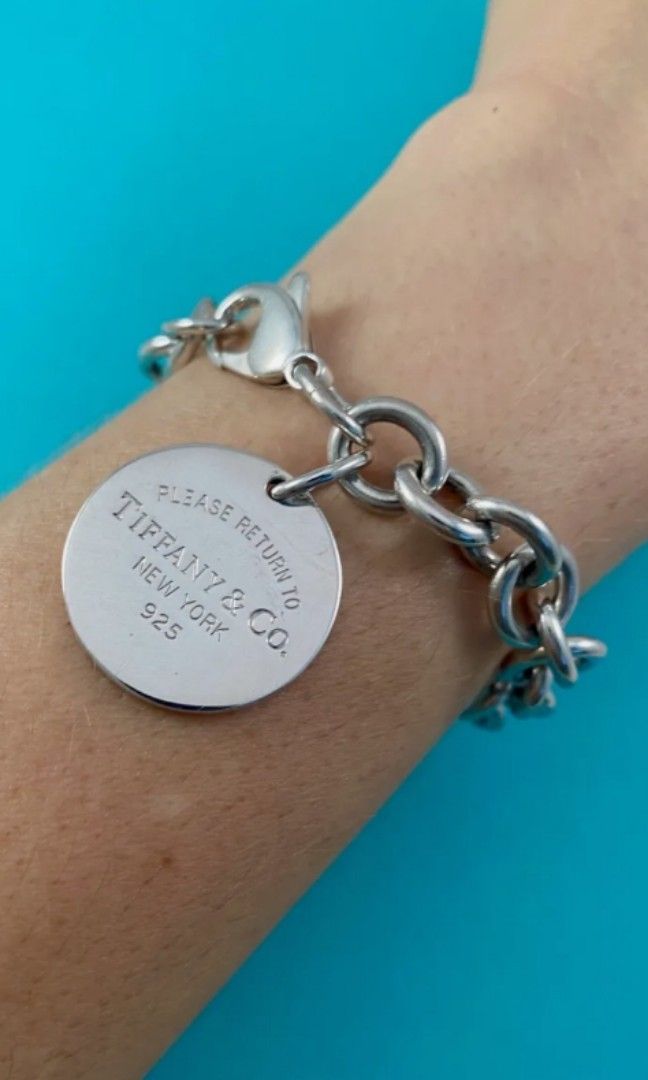 PLEASE RETURN TO
TIFFANY & CO.
NEW YORK
925